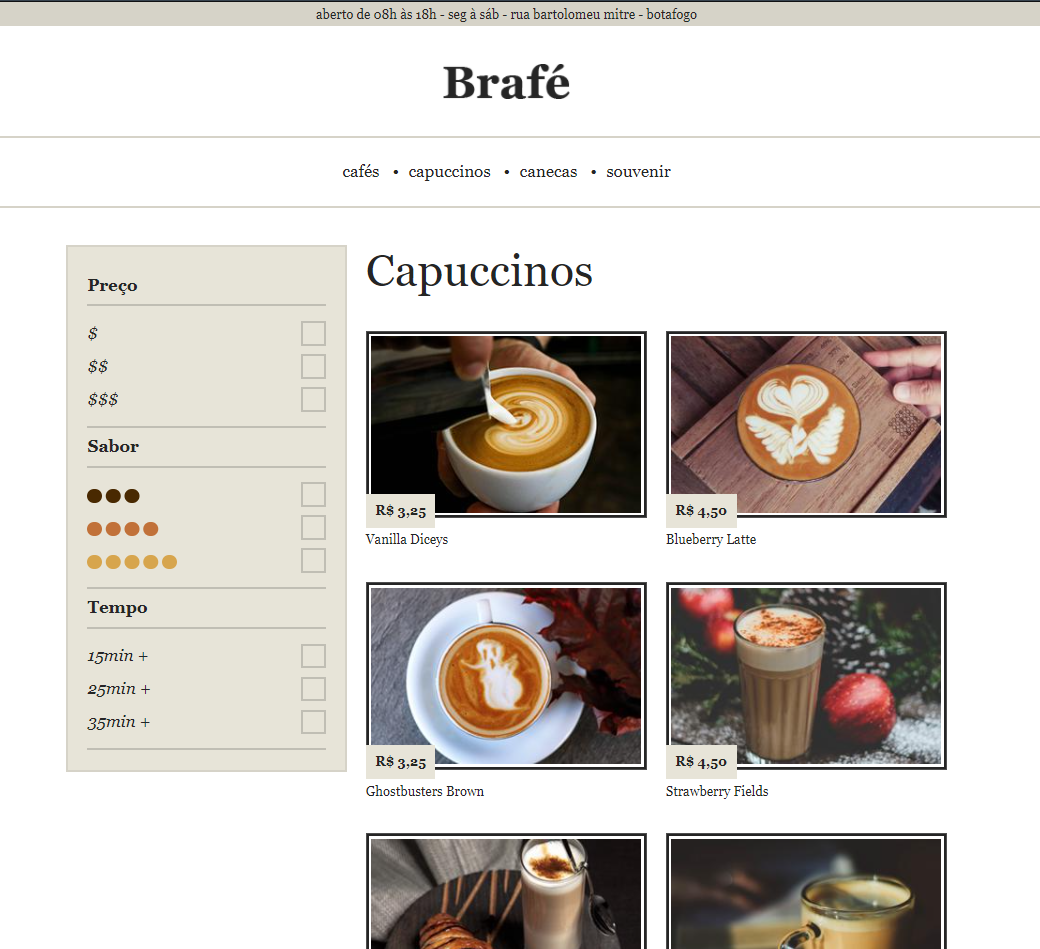 aberto de 08h às 18h - seg à sáb - rua bartolomeu mitre - botafogo
Brafé
cafés • capuccinos • canecas • souvenir
Preço
$
$$
$$$
Sabor
Tempo
15min +
25min +
35min +
Capuccinos
R$ 3,25
Vanilla Diceys
R$ 4,50
Blueberry Latte
R$ 3,25
Ghostbusters Brown
R$ 4,50
Strawberry Fields